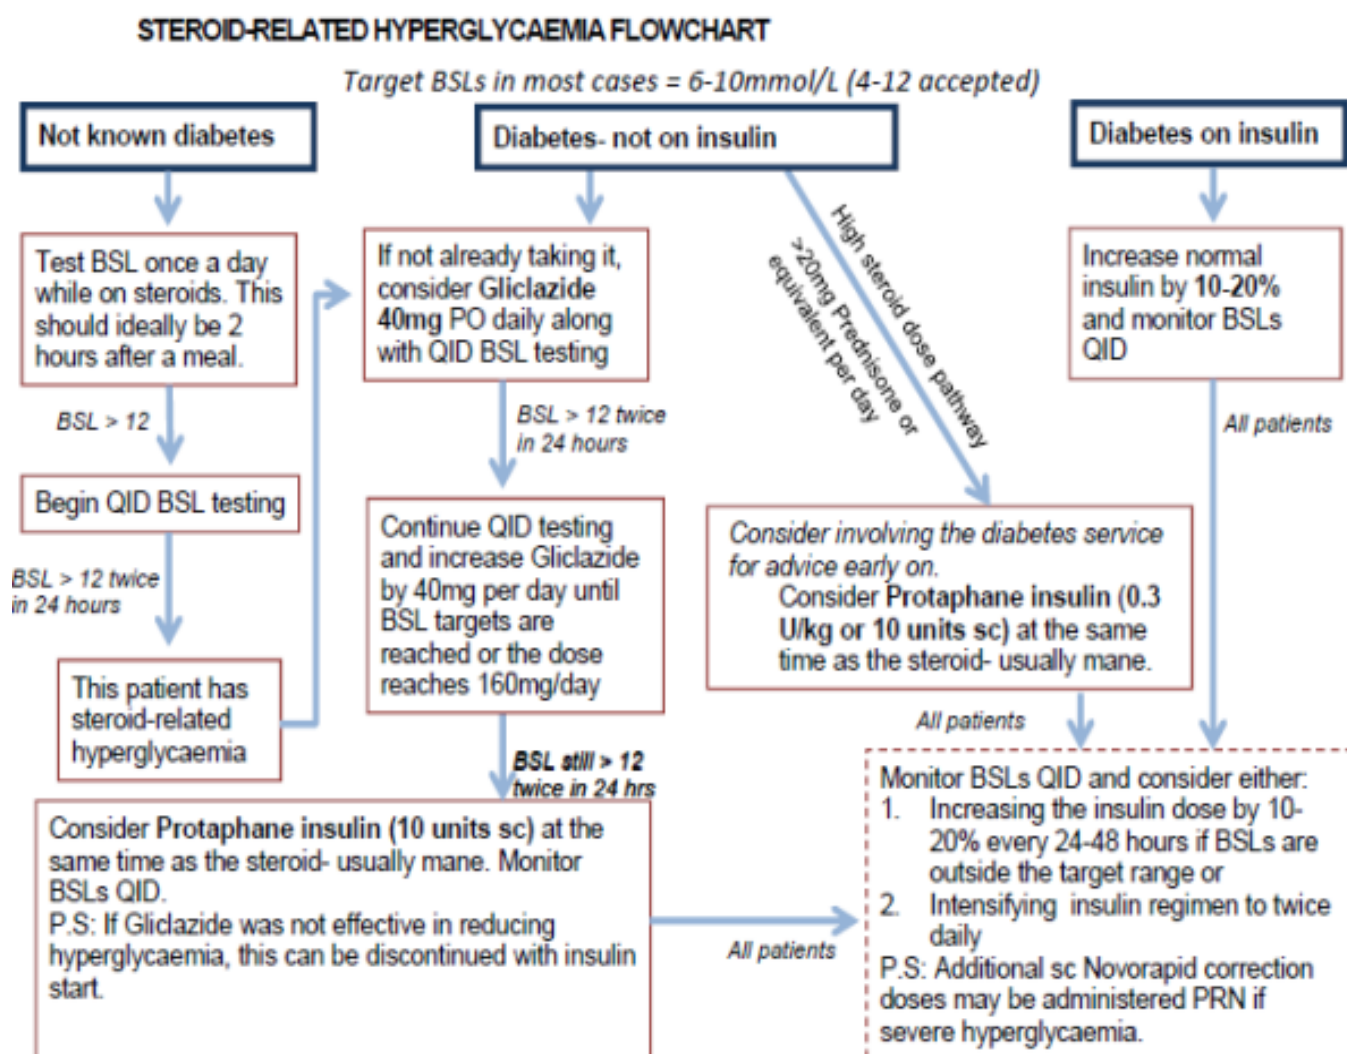 STEROID-RELATED HYPERGLYCAEMIA FLOWCHART
Target BSLs in most cases = 6-10mmol/L (4-12 accepted)
Not known diabetes
Test BSL once a day
while on steroids. This
should ideally be 2
hours after a meal.
BSL > 12
Begin QID BSL testing
BSL > 12 twice
in 24 hours
This patient has
steroid-related
hyperglycaemia
Diabetes- not on insulin
If not already taking it,
consider Gliclazide
40mg PO daily along
with QID BSL testing
BSL > 12 twice
in 24 hours
Continue QID testing
and increase Gliclazide
by 40mg per day until
BSL targets are
reached or the dose
reaches 160mg/day
BSL still > 12
twice in 24 hrs
Consider Protaphane insulin (10 units sc) at the
same time as the steroid- usually mane. Monitor
BSLs QID.
P.S: If Gliclazide was not effective in reducing
hyperglycaemia, this can be discontinued with insulin
start.
All patients
High steroid dose pathway
>20mg Prednisone or
equivalent per day
Consider involving the diabetes service
for advice early on.
Consider Protaphane insulin (0.3
U/kg or 10 units sc) at the same
time as the steroid- usually mane.
All patients
Diabetes on insulin
Increase normal
insulin by 10-20%
and monitor BSLs
QID
All patients
Monitor BSLs QID and consider either:
1. Increasing the insulin dose by 10-
20% every 24-48 hours if BSLs are
outside the target range or
2. Intensifying insulin regimen to twice
daily
P.S: Additional sc Novorapid correction
doses may be administered PRN if
severe hyperglycaemia.